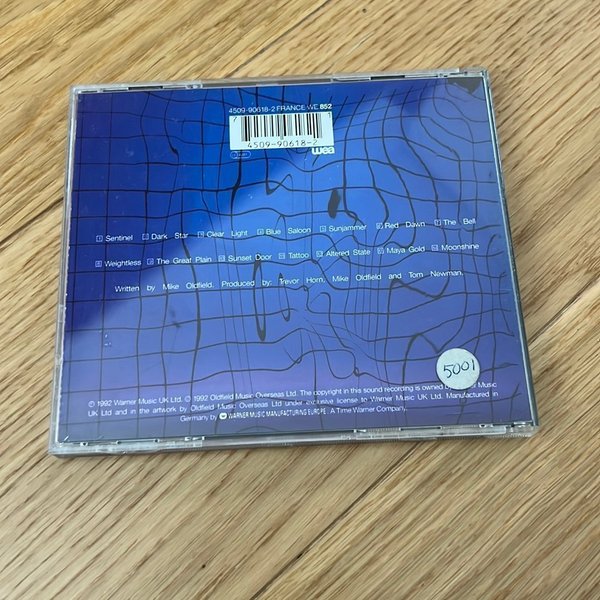 4509-90618-2 FRANCE WE 852
4509-90618-2
wea
1 Sentinel 2 Dark Star 3 Clear Light 4 Blue Saloon 5 Sunjammer 6 Red Dawn 7 The Bell
8 Weightless 9 The Great Plain 10 Sunset Door 11 Tattoo 12 Altered State 13 Maya Gold 14 Moonshine
Written by Mike Oldfield. Produced by: Trevor Horn, Mike Oldfield and Tom Newman.
5001
℗ 1992 Warner Music UK Ltd. © 1992 Oldfield Music Overseas Ltd. The copyright in this sound recording is owned Music
UK Ltd and in the artwork by Oldfield Music Overseas Ltd under exclusive license to Warner Music UK Ltd. Manufactured in
Germany by WARNER MUSIC MANUFACTURING EUROPE. A Time Warner Company.